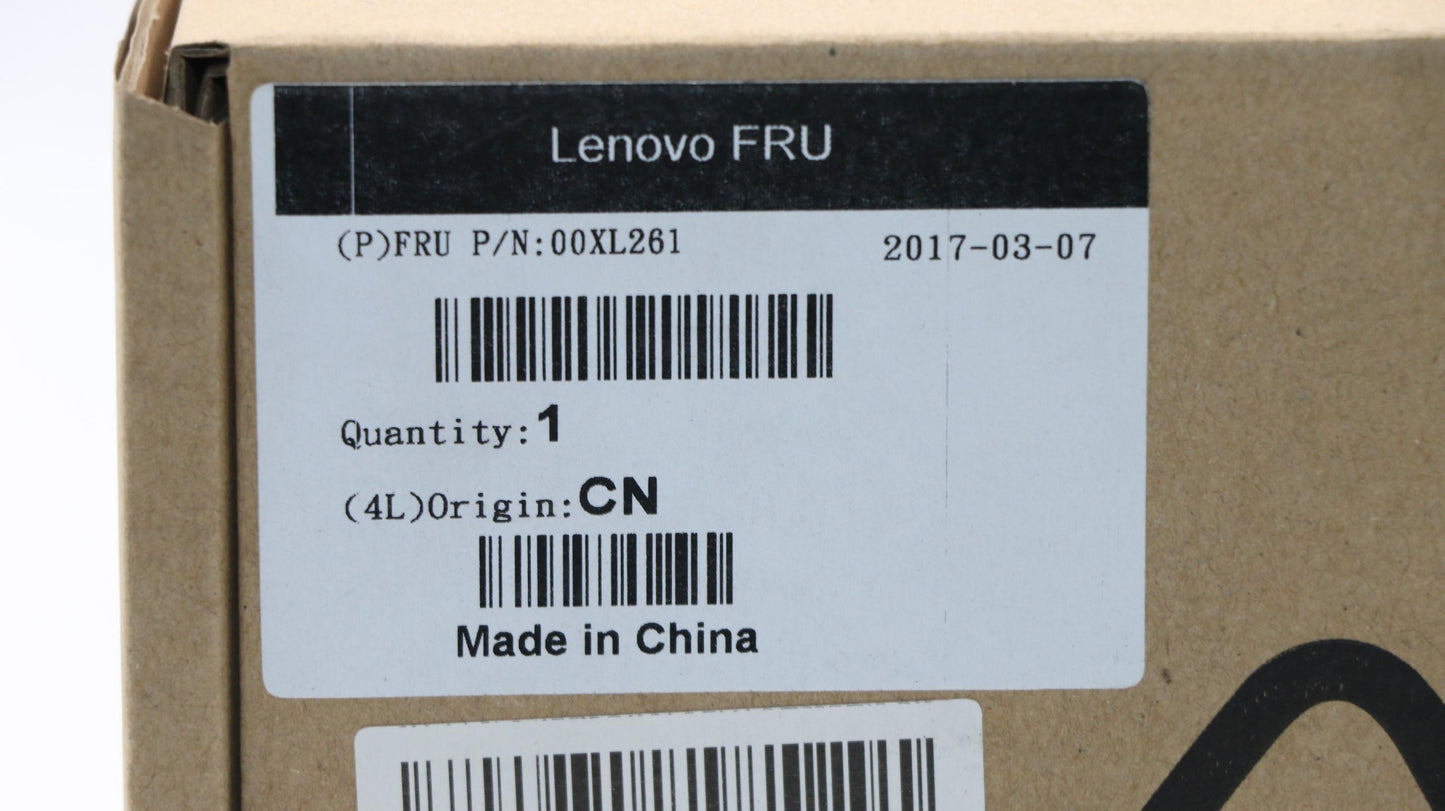 Lenovo FRU
(P)FRU P/N:00XL261 2017-03-07
Quantity:1
(4L)Origin:CN
Made in China